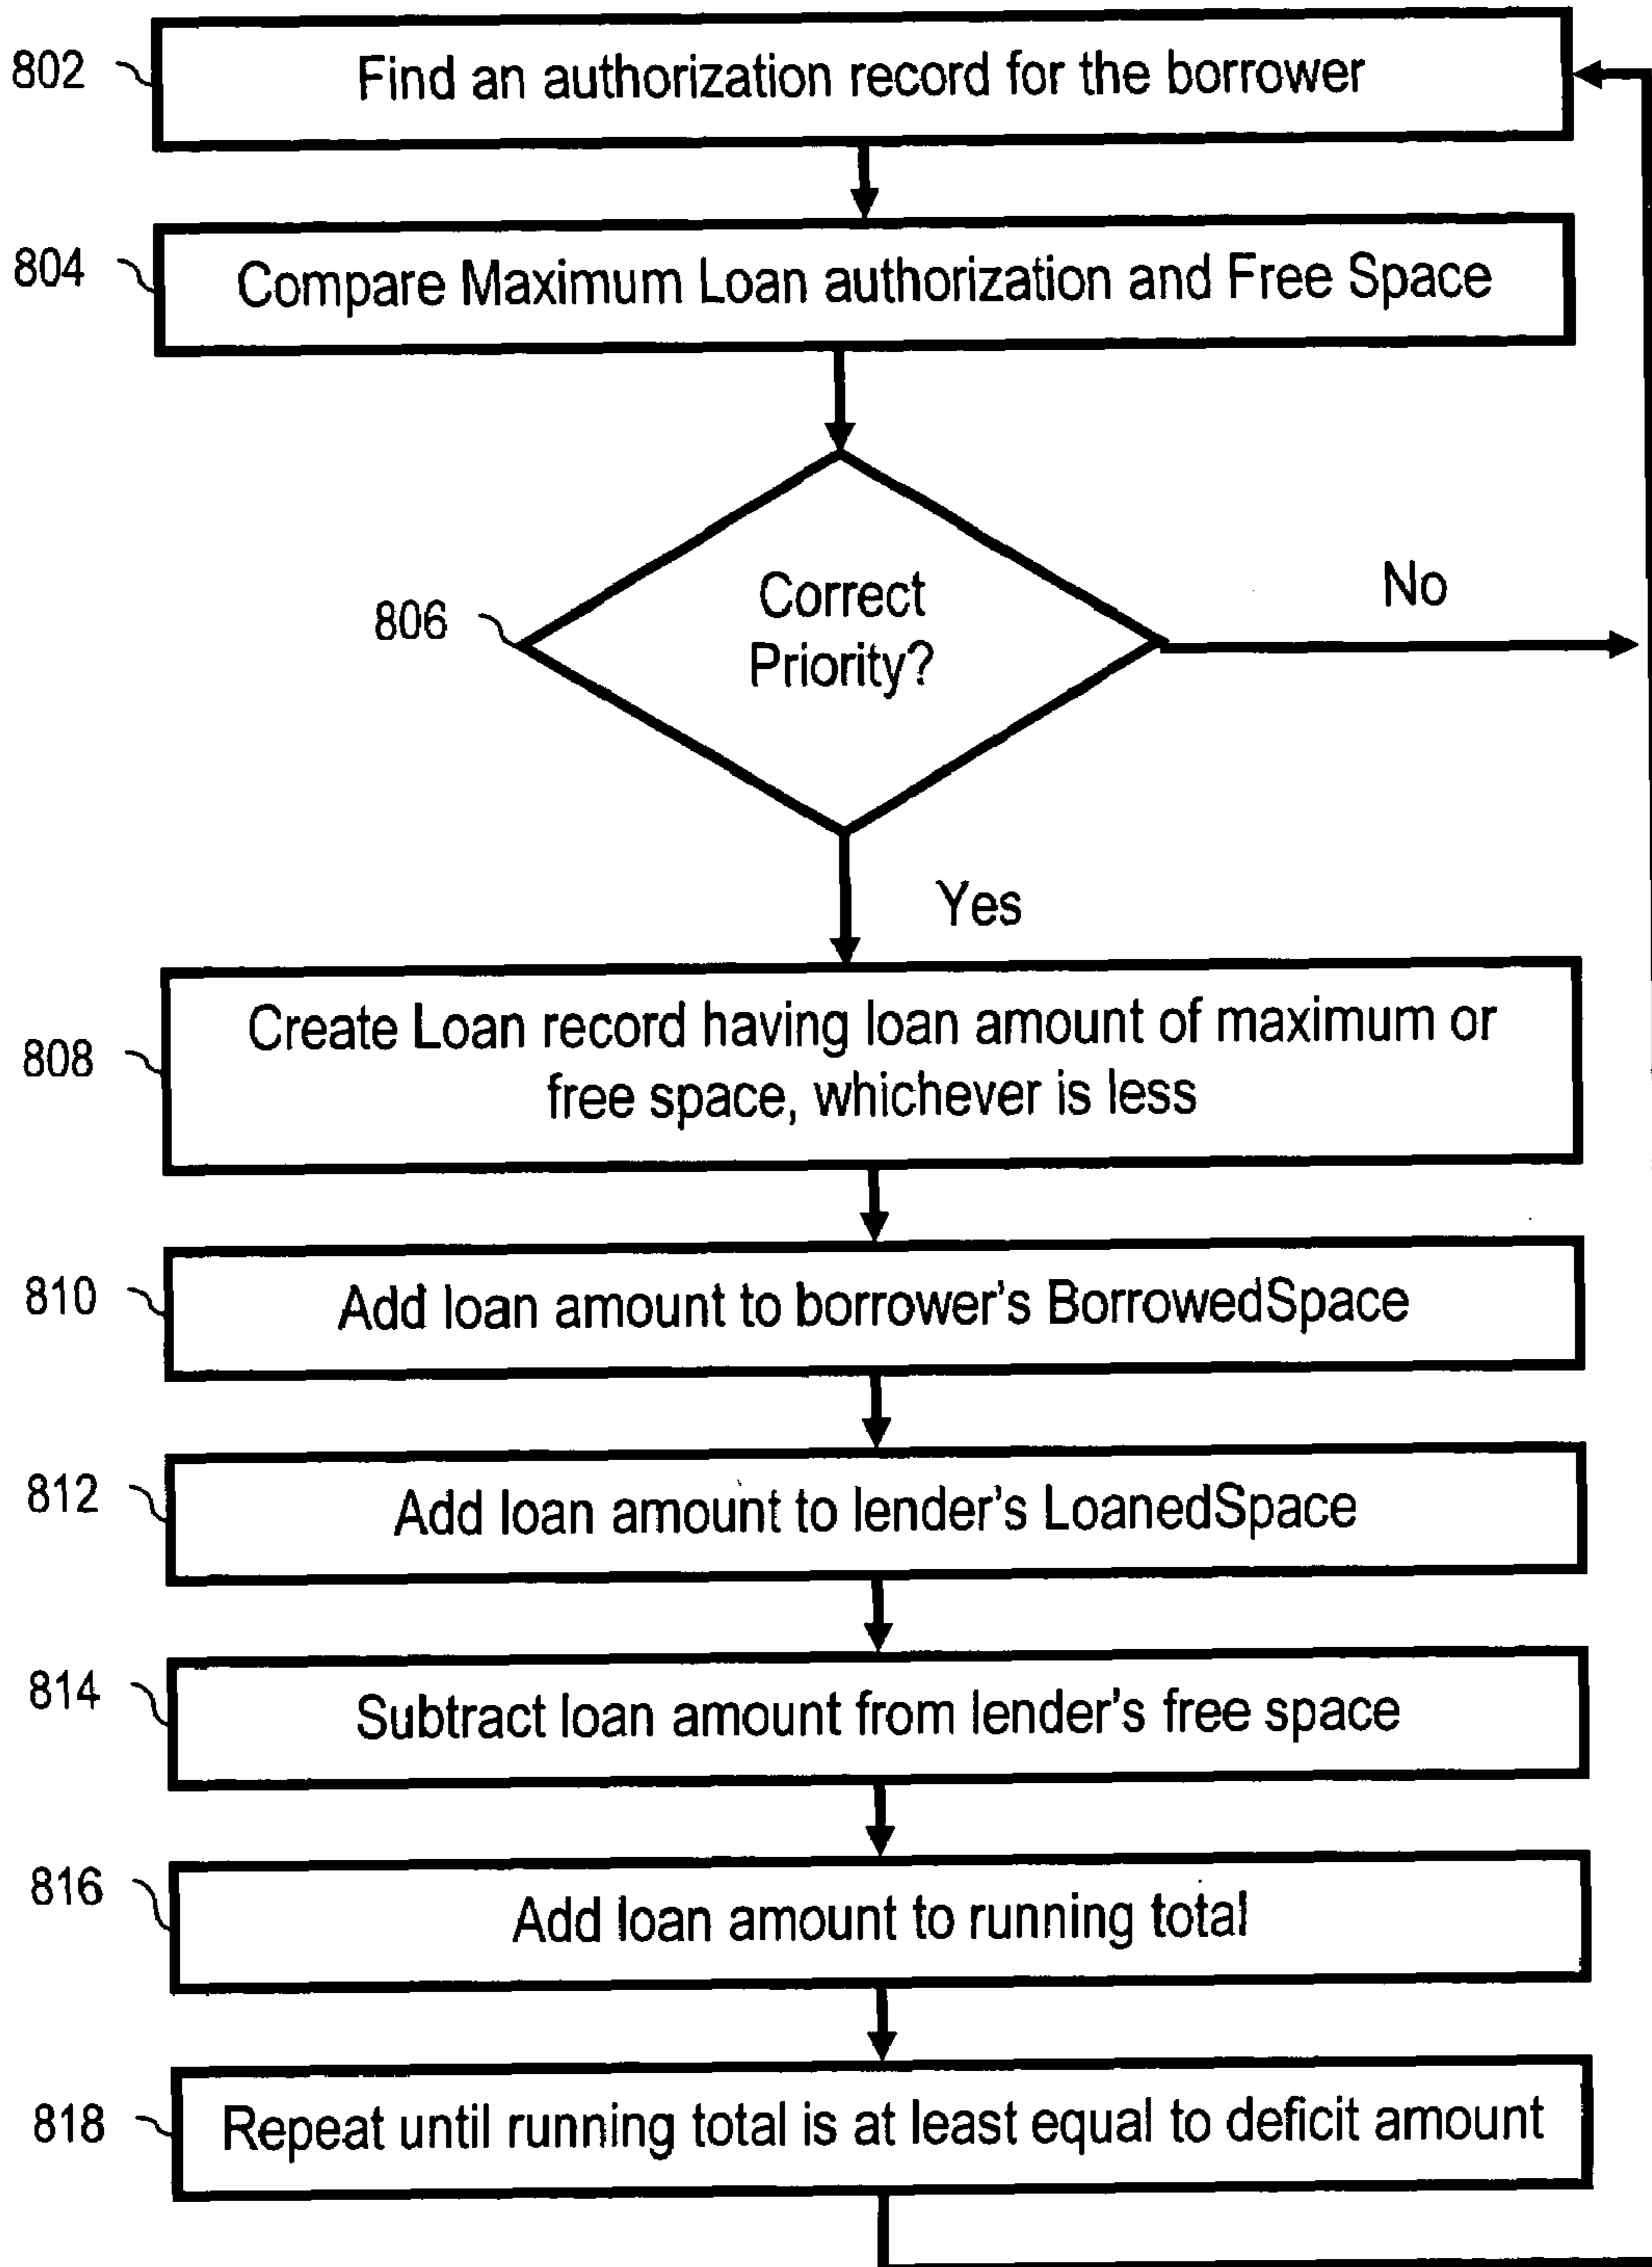 802
Find an authorization record for the borrower
804
Compare Maximum Loan authorization and Free Space
806
Correct
Priority?
No
Yes
808
Create Loan record having loan amount of maximum or
free space, whichever is less
810
Add loan amount to borrower's BorrowedSpace
812
Add loan amount to lender's LoanedSpace
814
Subtract loan amount from lender's free space
816
Add loan amount to running total
818
Repeat until running total is at least equal to deficit amount